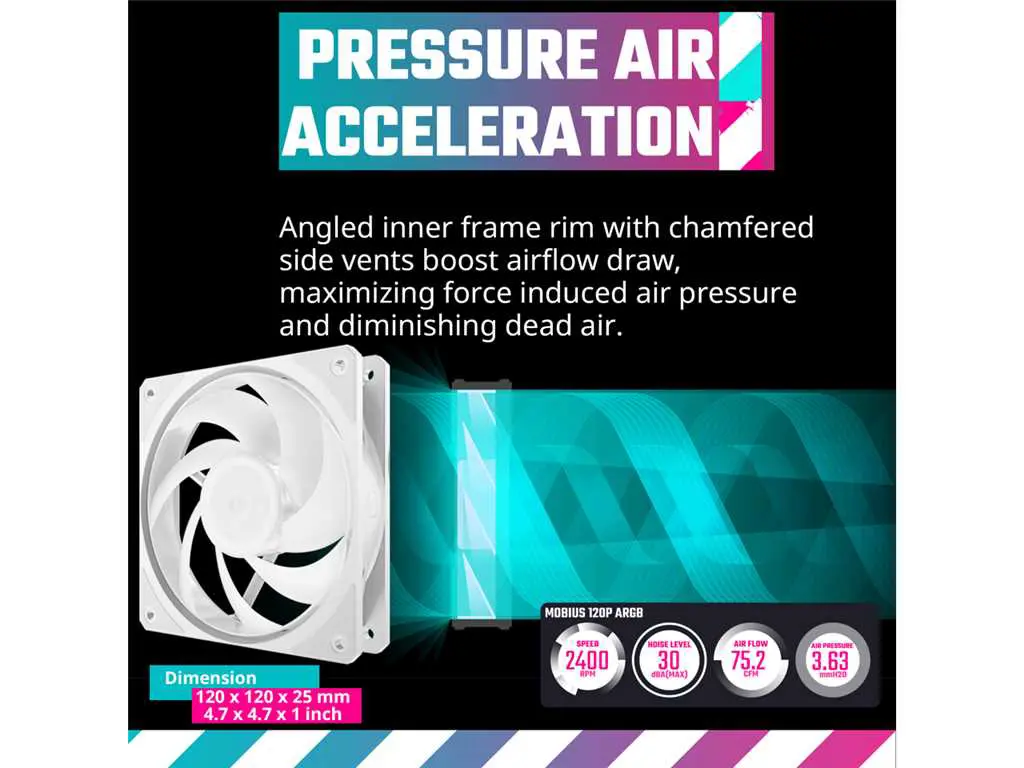 PRESSURE AIR
ACCELERATION
Angled inner frame rim with chamfered
side vents boost airflow draw,
maximizing force induced air pressure
and diminishing dead air.
MOBIUS 120P ARGB
SPEED
2400
RPM
NOISE LEVEL
30
dBA(MAX)
AIR FLOW
75.2
CFM
AIR PRESSURE
3.63
mmH2O
Dimension
120 x 120 x 25 mm
4.7 x 4.7 x 1 inch